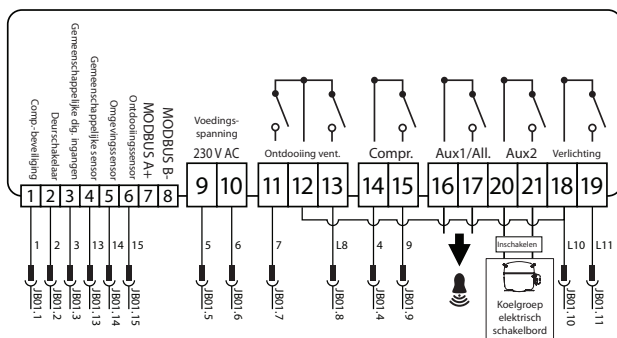 Comp.-beveiliging
Deurschakelaar
Gemeenschappelijke dig. ingangen
Gemeenschappelijke sensor
Omgevingssensor
Ontdooiingssensor
MODBUS A+
MODBUS B-
Voedings-
spanning
230 V AC
Ontdooiing vent.
Compr.
Aux1/All.
Aux2
Verlichting
1 2 3 4 5 6 7 8 9 10 11 12 13 14 15 16 17 20 21 18 19
1 2 3 13 14 15 5 6 7 L8 4 9 L10 L11
Inschakelen
JB01.1 JB01.2 JB01.3 JB01.13 JB01.14 JB01.15 JB01.5 JB01.6 JB01.7 JB01.8 JB01.4 JB01.9 JB01.10 JB01.11
Koelgroep
elektrisch
schakelbord